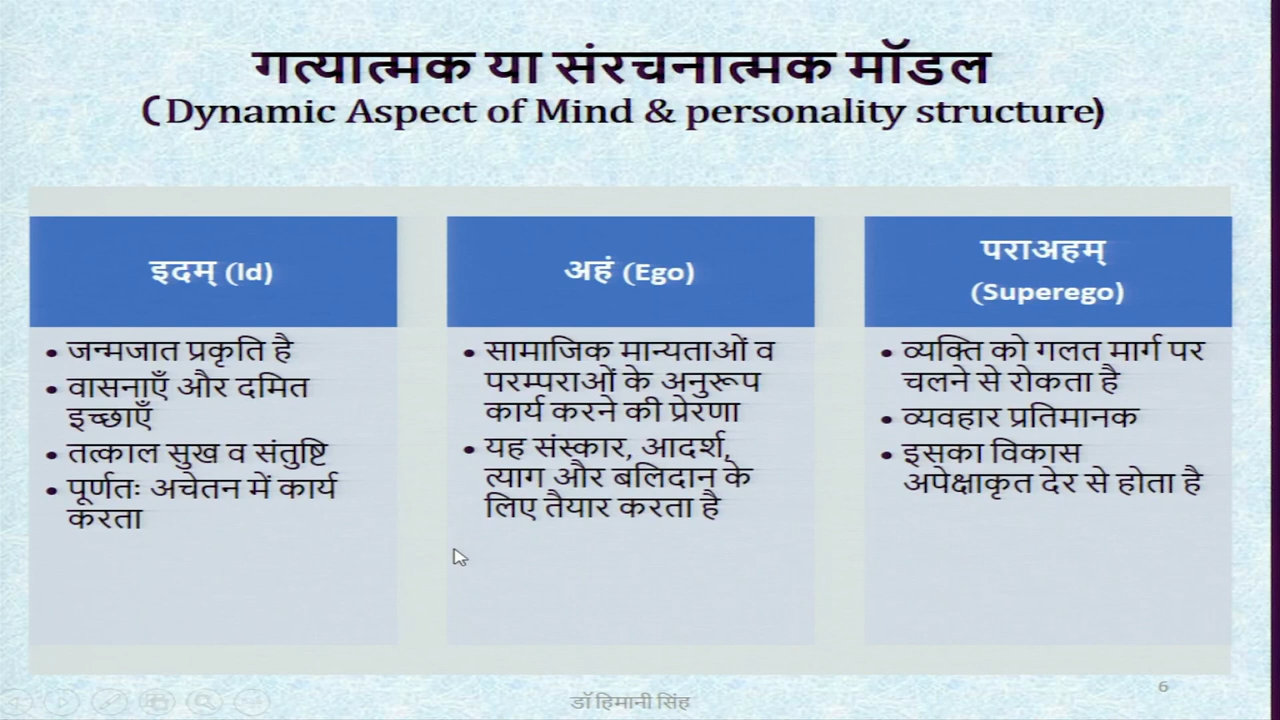 गत्यात्मक या संरचनात्मक मॉडल
(Dynamic Aspect of Mind & personality structure)
इदम् (Id)
• जन्मजात प्रकृति है
• वासनाएँ और दमित
इच्छाएँ
• तत्काल सुख व संतुष्टि
• पूर्णतः अचेतन में कार्य
करता
अहं (Ego)
• सामाजिक मान्यताओं व
परम्पराओं के अनुरूप
कार्य करने की प्रेरणा
• यह संस्कार, आदर्श,
त्याग और बलिदान के
लिए तैयार करता है
पराअहम्
(Superego)
• व्यक्ति को गलत मार्ग पर
चलने से रोकता है
• व्यवहार प्रतिमानक
• इसका विकास
अपेक्षाकृत देर से होता है
डॉ हिमानी सिंह
6